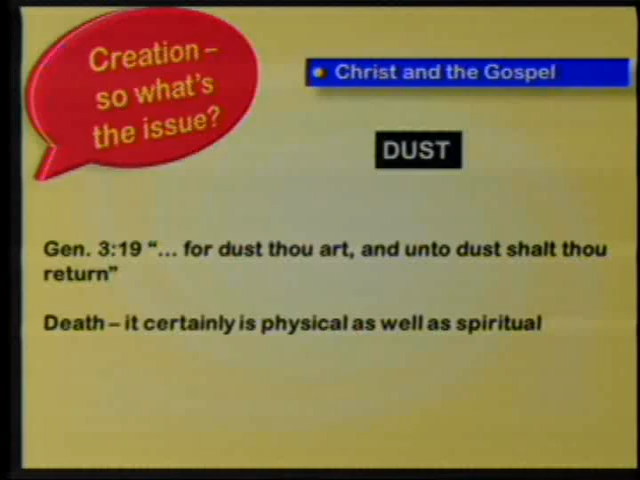 Creation –
so what's
the issue?
Christ and the Gospel
DUST
Gen. 3:19 “... for dust thou art, and unto dust shalt thou
return”
Death – it certainly is physical as well as spiritual